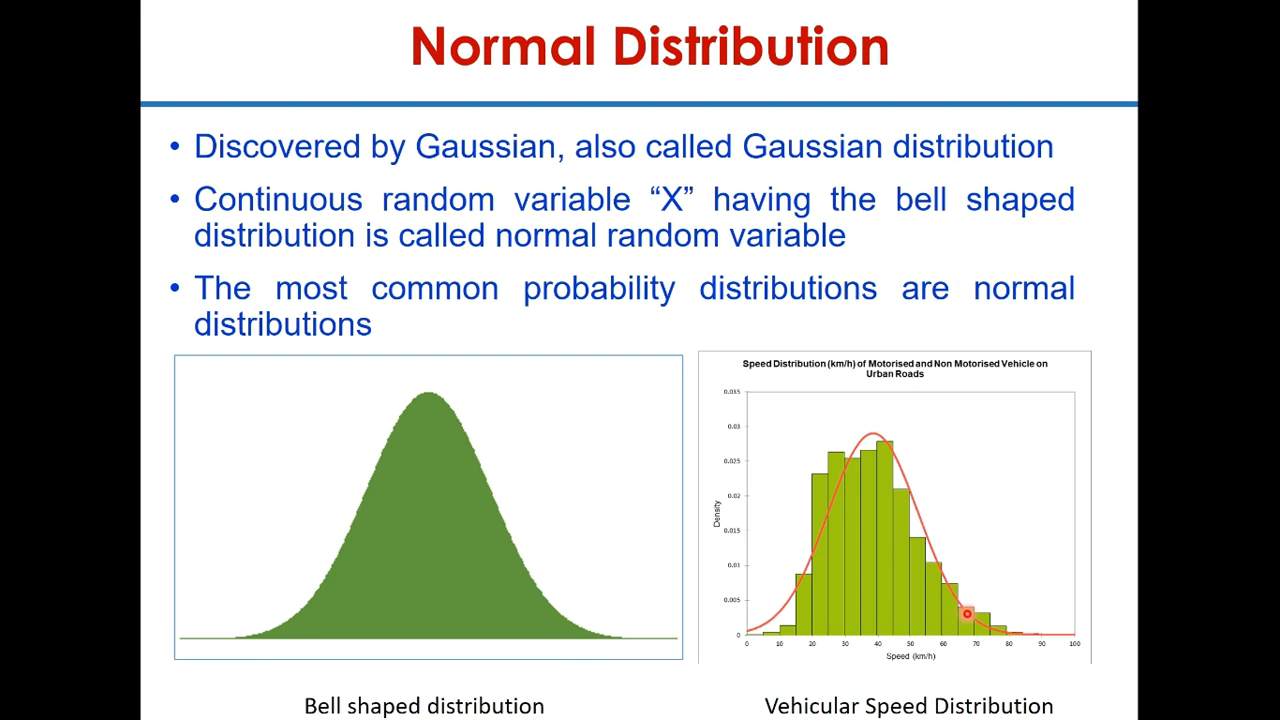 Normal Distribution
• Discovered by Gaussian, also called Gaussian distribution
• Continuous random variable “X” having the bell shaped
distribution is called normal random variable
• The most common probability distributions are normal
distributions
Speed Distribution (km/h) of Motorised and Non Motorised Vehicle on
Urban Roads
0.015
0.03
0.025
0.02
0.015
0.01
0.005
0
Density
0 10 20 30 40 50 60 70 80 90 100
Speed (km/h)
Bell shaped distribution
Vehicular Speed Distribution